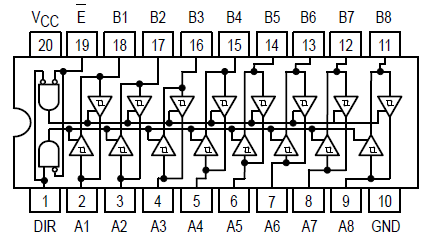 VCC E B1 B2 B3 B4 B5 B6 B7 B8
20 19 18 17 16 15 14 13 12 11
1 2 3 4 5 6 7 8 9 10
DIR A1 A2 A3 A4 A5 A6 A7 A8 GND